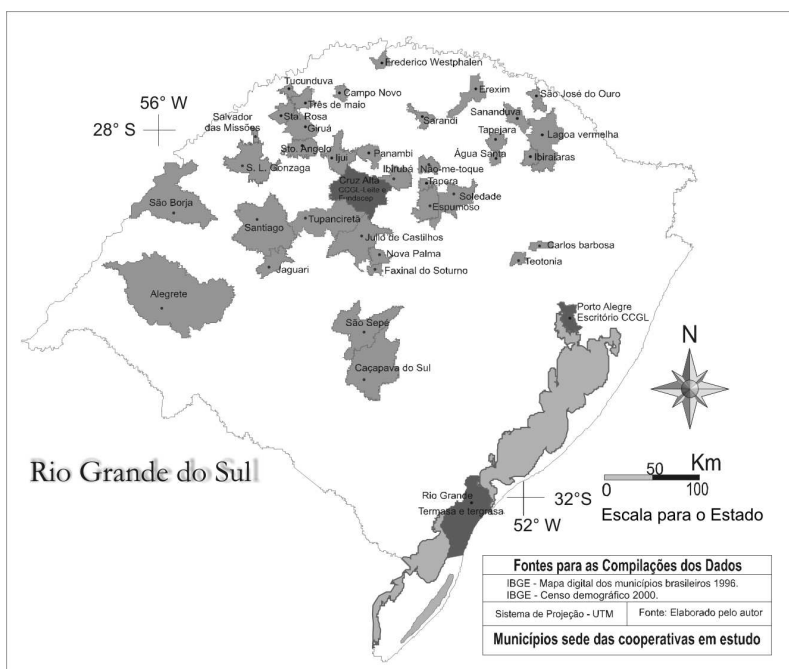 Frederico Westphalen
Tucunduva
Campo Novo
Erexim
São José do Ouro
56° W
28° S
Três de maio
Sta. Rosa
Giruá
Salvador
das Missões
Sananduva
Sarandi
Tapejara
Lagoa vermelha
Sto. Angelo
Ijui
Panambi
Água Santa
Ibiraiaras
S. L. Gonzaga
Ibirubá
Não-me-toque
Tapera
Cruz Alta
CCGL-Leite e
Fundacep
Soledade
Espumoso
São Borja
Santiago
Tupanciretã
Julio de Castilhos
Carlos barbosa
Nova Palma
Teotonia
Jaguari
Faxinal do Soturno
Alegrete
Porto Alegre
Escritório CCGL
São Sepé
Caçapava do Sul
N
Rio Grande do Sul
50 Km
0 100
Escala para o Estado
Rio Grande
Termasa e tergrasa
32°S
52° W
Fontes para as Compilações dos Dados
IBGE - Mapa digital dos municípios brasileiros 1996.
IBGE - Censo demográfico 2000.
Sistema de Projeção - UTM
Fonte: Elaborado pelo autor
Municípios sede das cooperativas em estudo